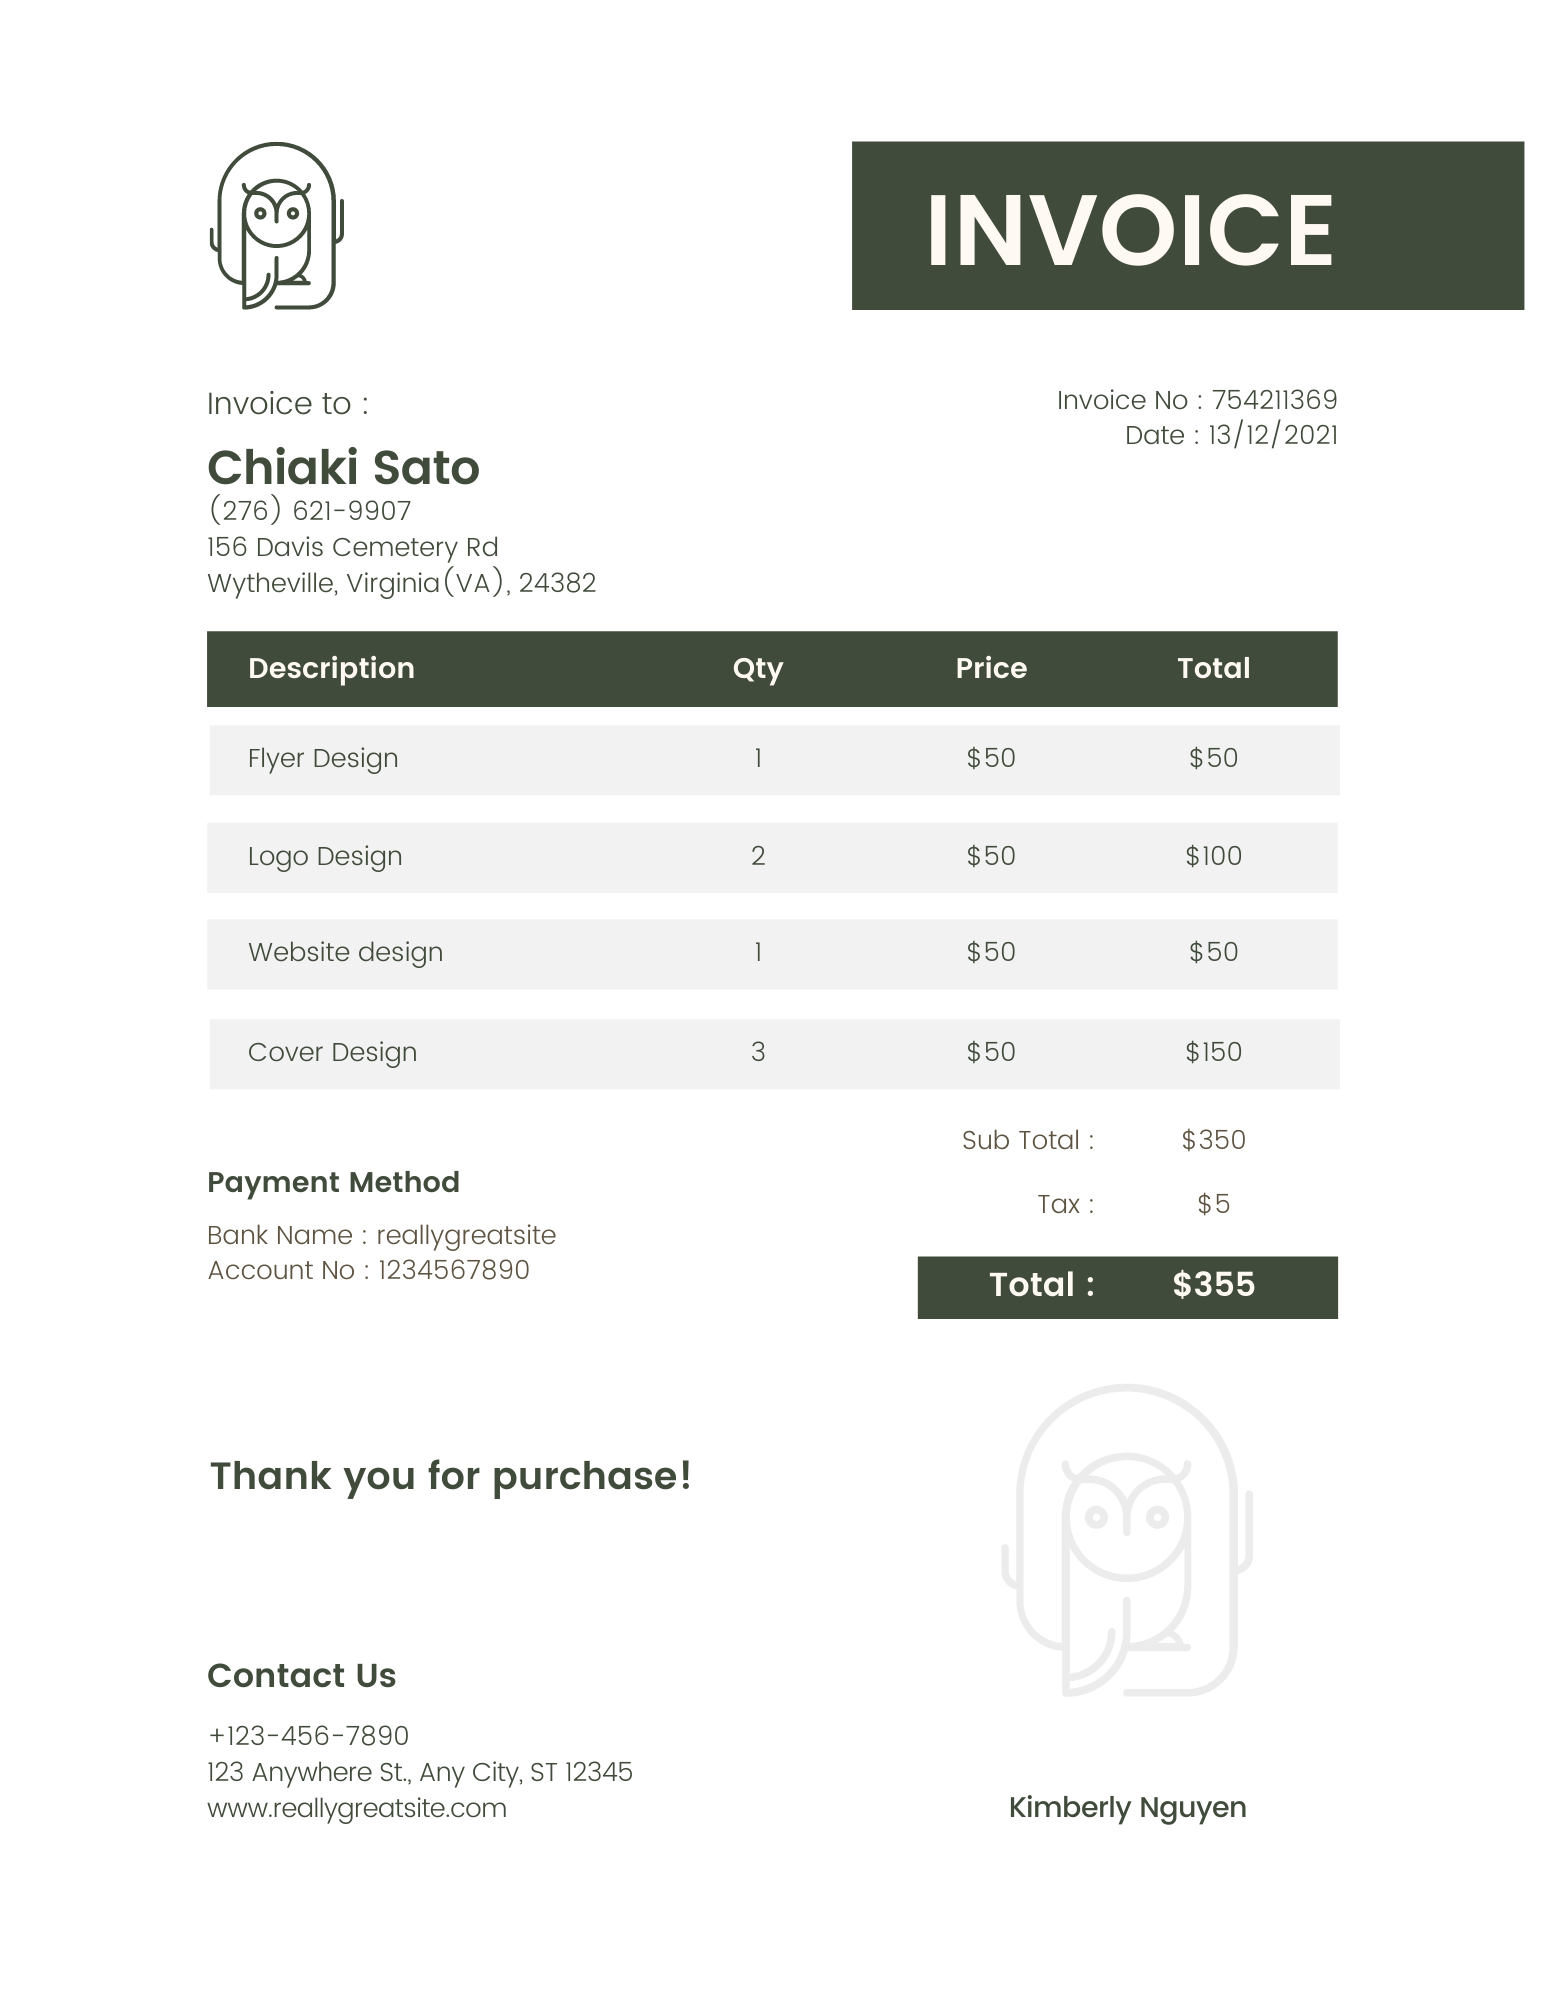 INVOICE
Invoice to :
Invoice No : 754211369
Date : 13/12/2021
Chiaki Sato
(276) 621-9907
156 Davis Cemetery Rd
Wytheville, Virginia(VA), 24382
Description Qty Price Total
Flyer Design 1 $50 $50
Logo Design 2 $50 $100
Website design 1 $50 $50
Cover Design 3 $50 $150
Sub Total : $350
Tax : $5
Total : $355
Payment Method
Bank Name : reallygreatsite
Account No : 1234567890
Thank you for purchase!
Contact Us
+123-456-7890
123 Anywhere St., Any City, ST 12345
www.reallygreatsite.com
Kimberly Nguyen